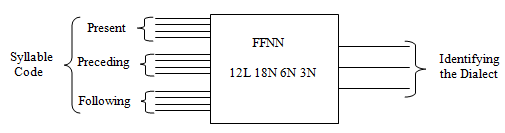 Present
FFNN
Syllable
Code
Preceding
12L 18N 6N 3N
Identifying
the Dialect
Following